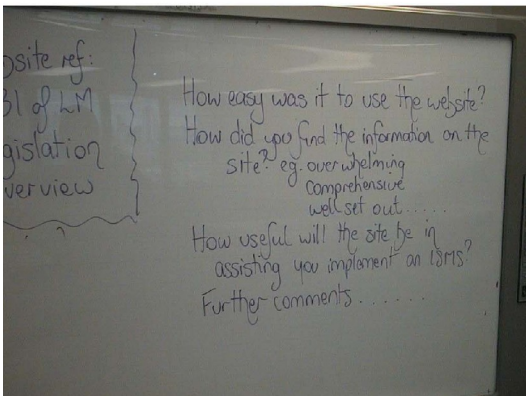 osite ref:
of LM
gislation
verview
How easy was it to use the website?
How did you find the information on the
site? eg. overwhelming
comprehensive
well set out.....
How useful will the site be in
assisting you implement an ISMS?
Further comments.......